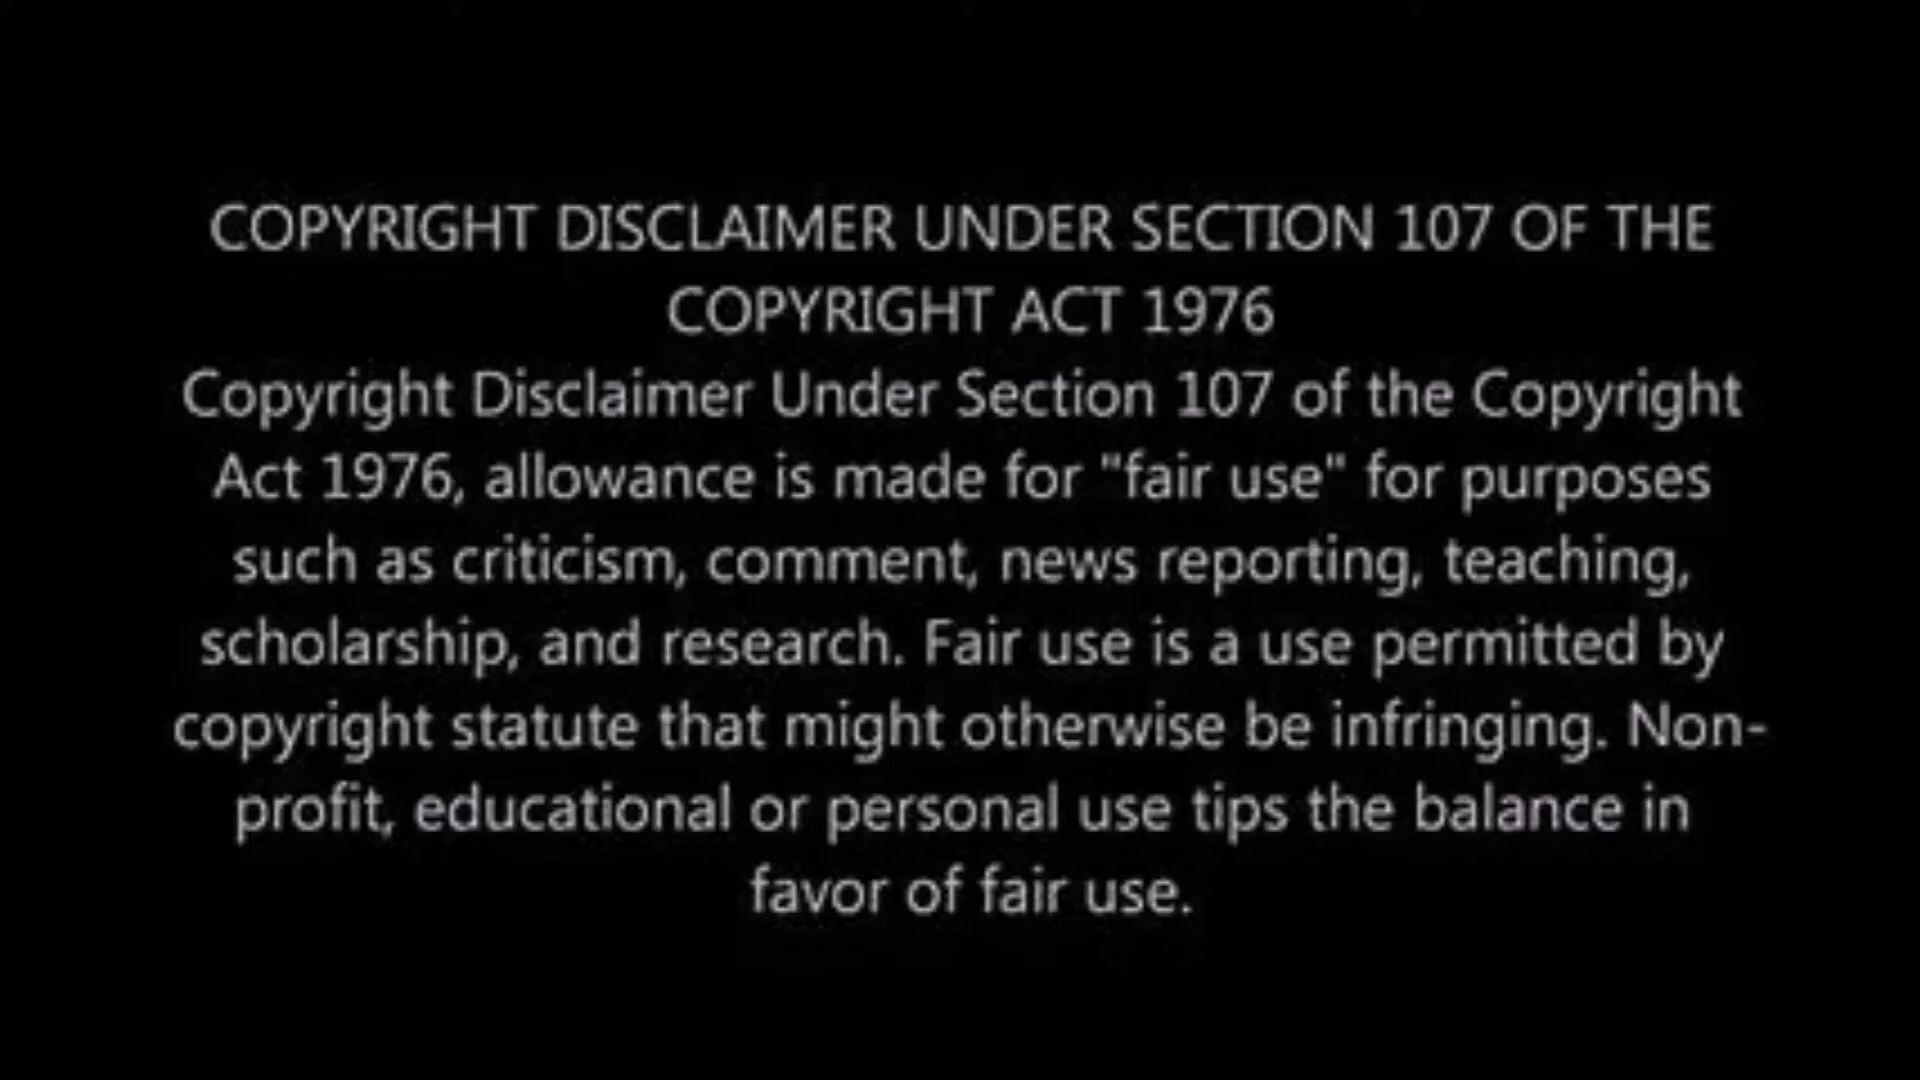 COPYRIGHT DISCLAIMER UNDER SECTION 107 OF THE
COPYRIGHT ACT 1976
Copyright Disclaimer Under Section 107 of the Copyright
Act 1976, allowance is made for "fair use" for purposes
such as criticism, comment, news reporting, teaching,
scholarship, and research. Fair use is a use permitted by
copyright statute that might otherwise be infringing. Non-
profit, educational or personal use tips the balance in
favor of fair use.